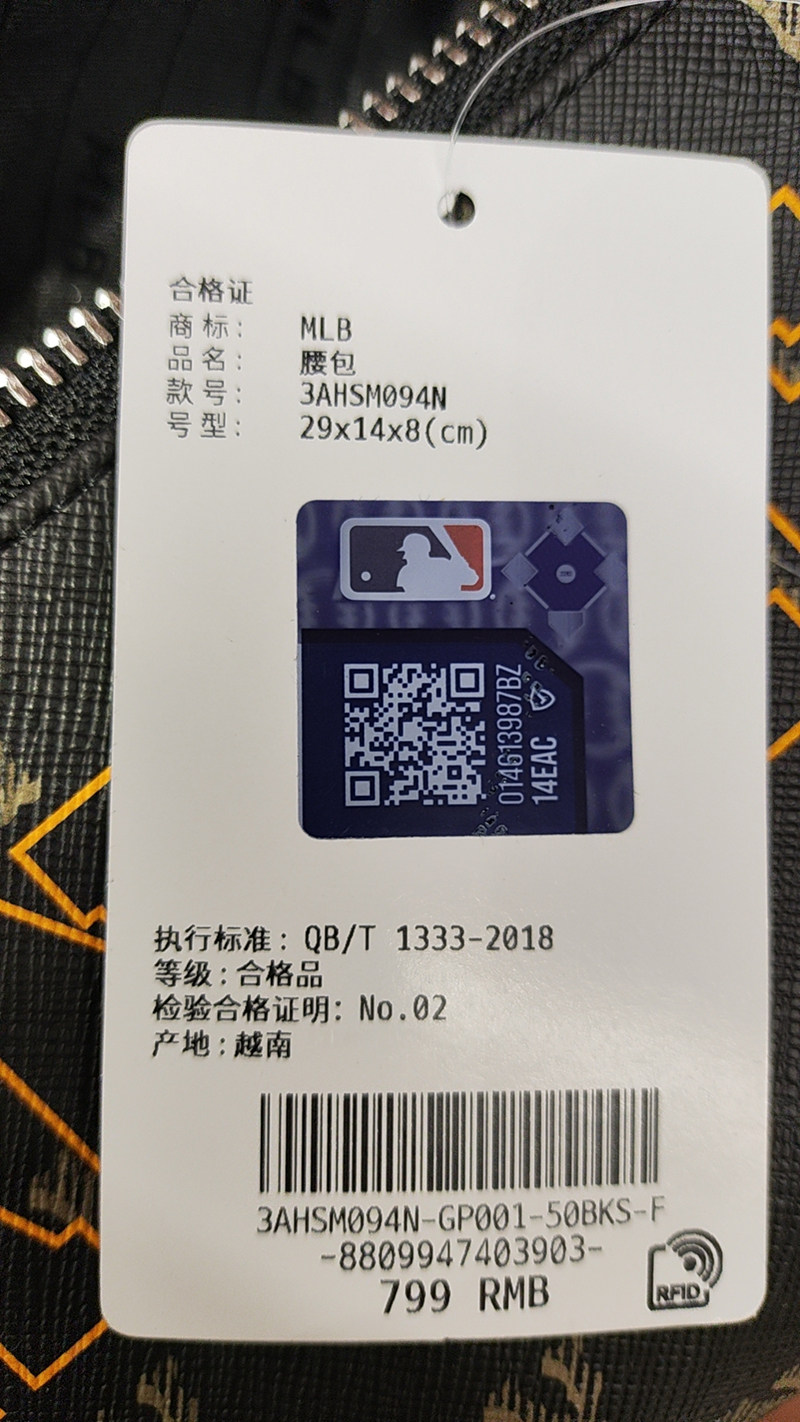 合格证
商标： MLB
品名： 腰包
款号： 3AHSM094N
号型： 29x14x8(cm)
014613987BZ
14EAC
执行标准：QB/T 1333-2018
等级：合格品
检验合格证明：No.02
产地：越南
3AHSM094N-GP001-50BKS-F
-8809947403903-
799 RMB
RFID